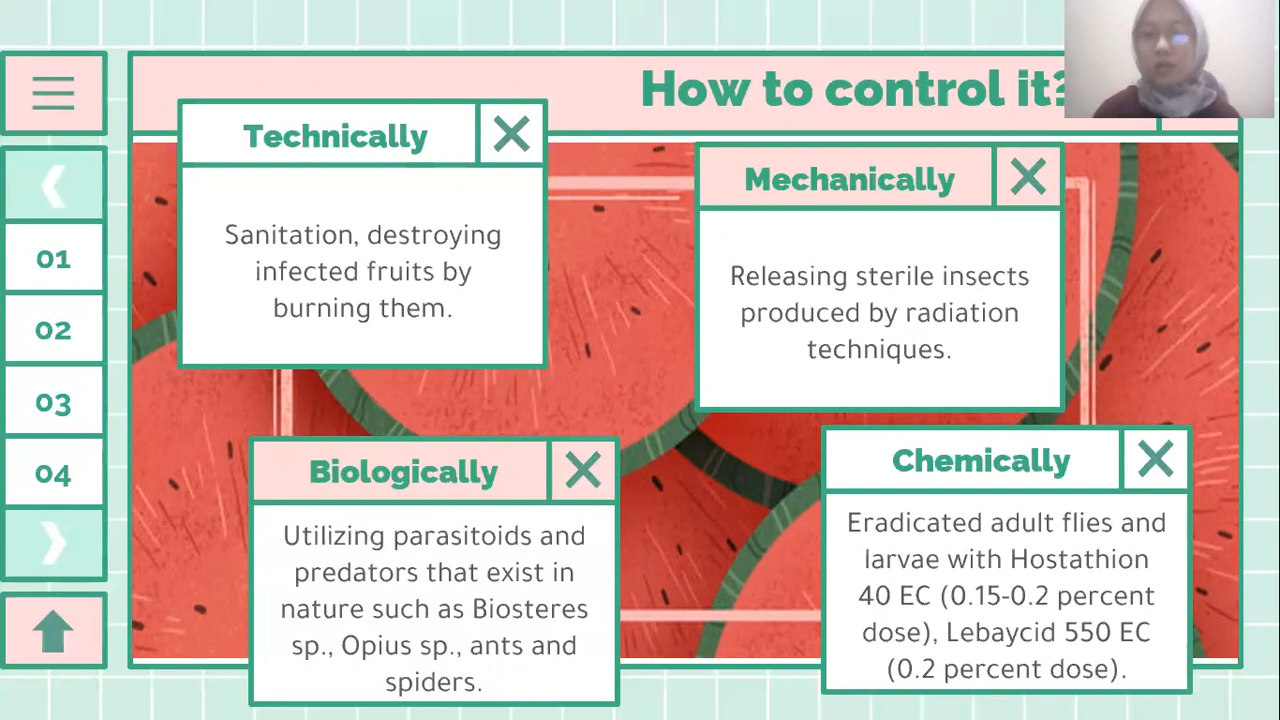 How to control it?
Technically
Sanitation, destroying
infected fruits by
burning them.
Mechanically
Releasing sterile insects
produced by radiation
techniques.
01
02
03
04
Biologically
Utilizing parasitoids and
predators that exist in
nature such as Biosteres
sp., Opius sp., ants and
spiders.
Chemically
Eradicated adult flies and
larvae with Hostathion
40 EC (0.15-0.2 percent
dose), Lebaycid 550 EC
(0.2 percent dose).